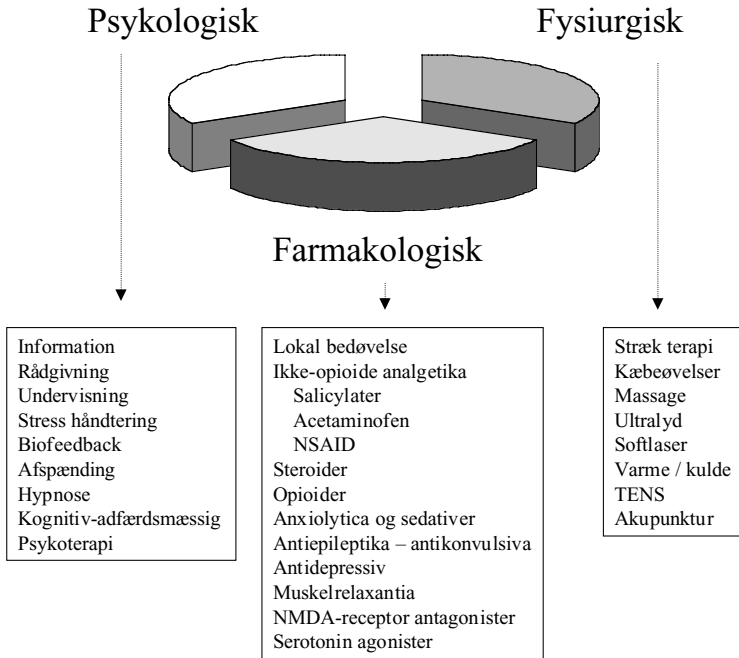 Psykologisk
Fysiurgisk
Farmakologisk
Information
Rådgivning
Undervisning
Stress håndtering
Biofeedback
Afspænding
Hypnose
Kognitiv-adfærdsmæssig
Psykoterapi
Lokal bedøvelse
Ikke-opioide analgetika
Salicylater
Acetaminofen
NSAID
Steroider
Opioider
Anxiolytica og sedativer
Antiepileptika – antikonvulsiva
Antidepressiv
Muskelrelaxantia
NMDA-receptor antagonister
Serotonin agonister
Stræk terapi
Kæbeøvelser
Massage
Ultralyd
Softlaser
Varme / kulde
TENS
Akupunktur